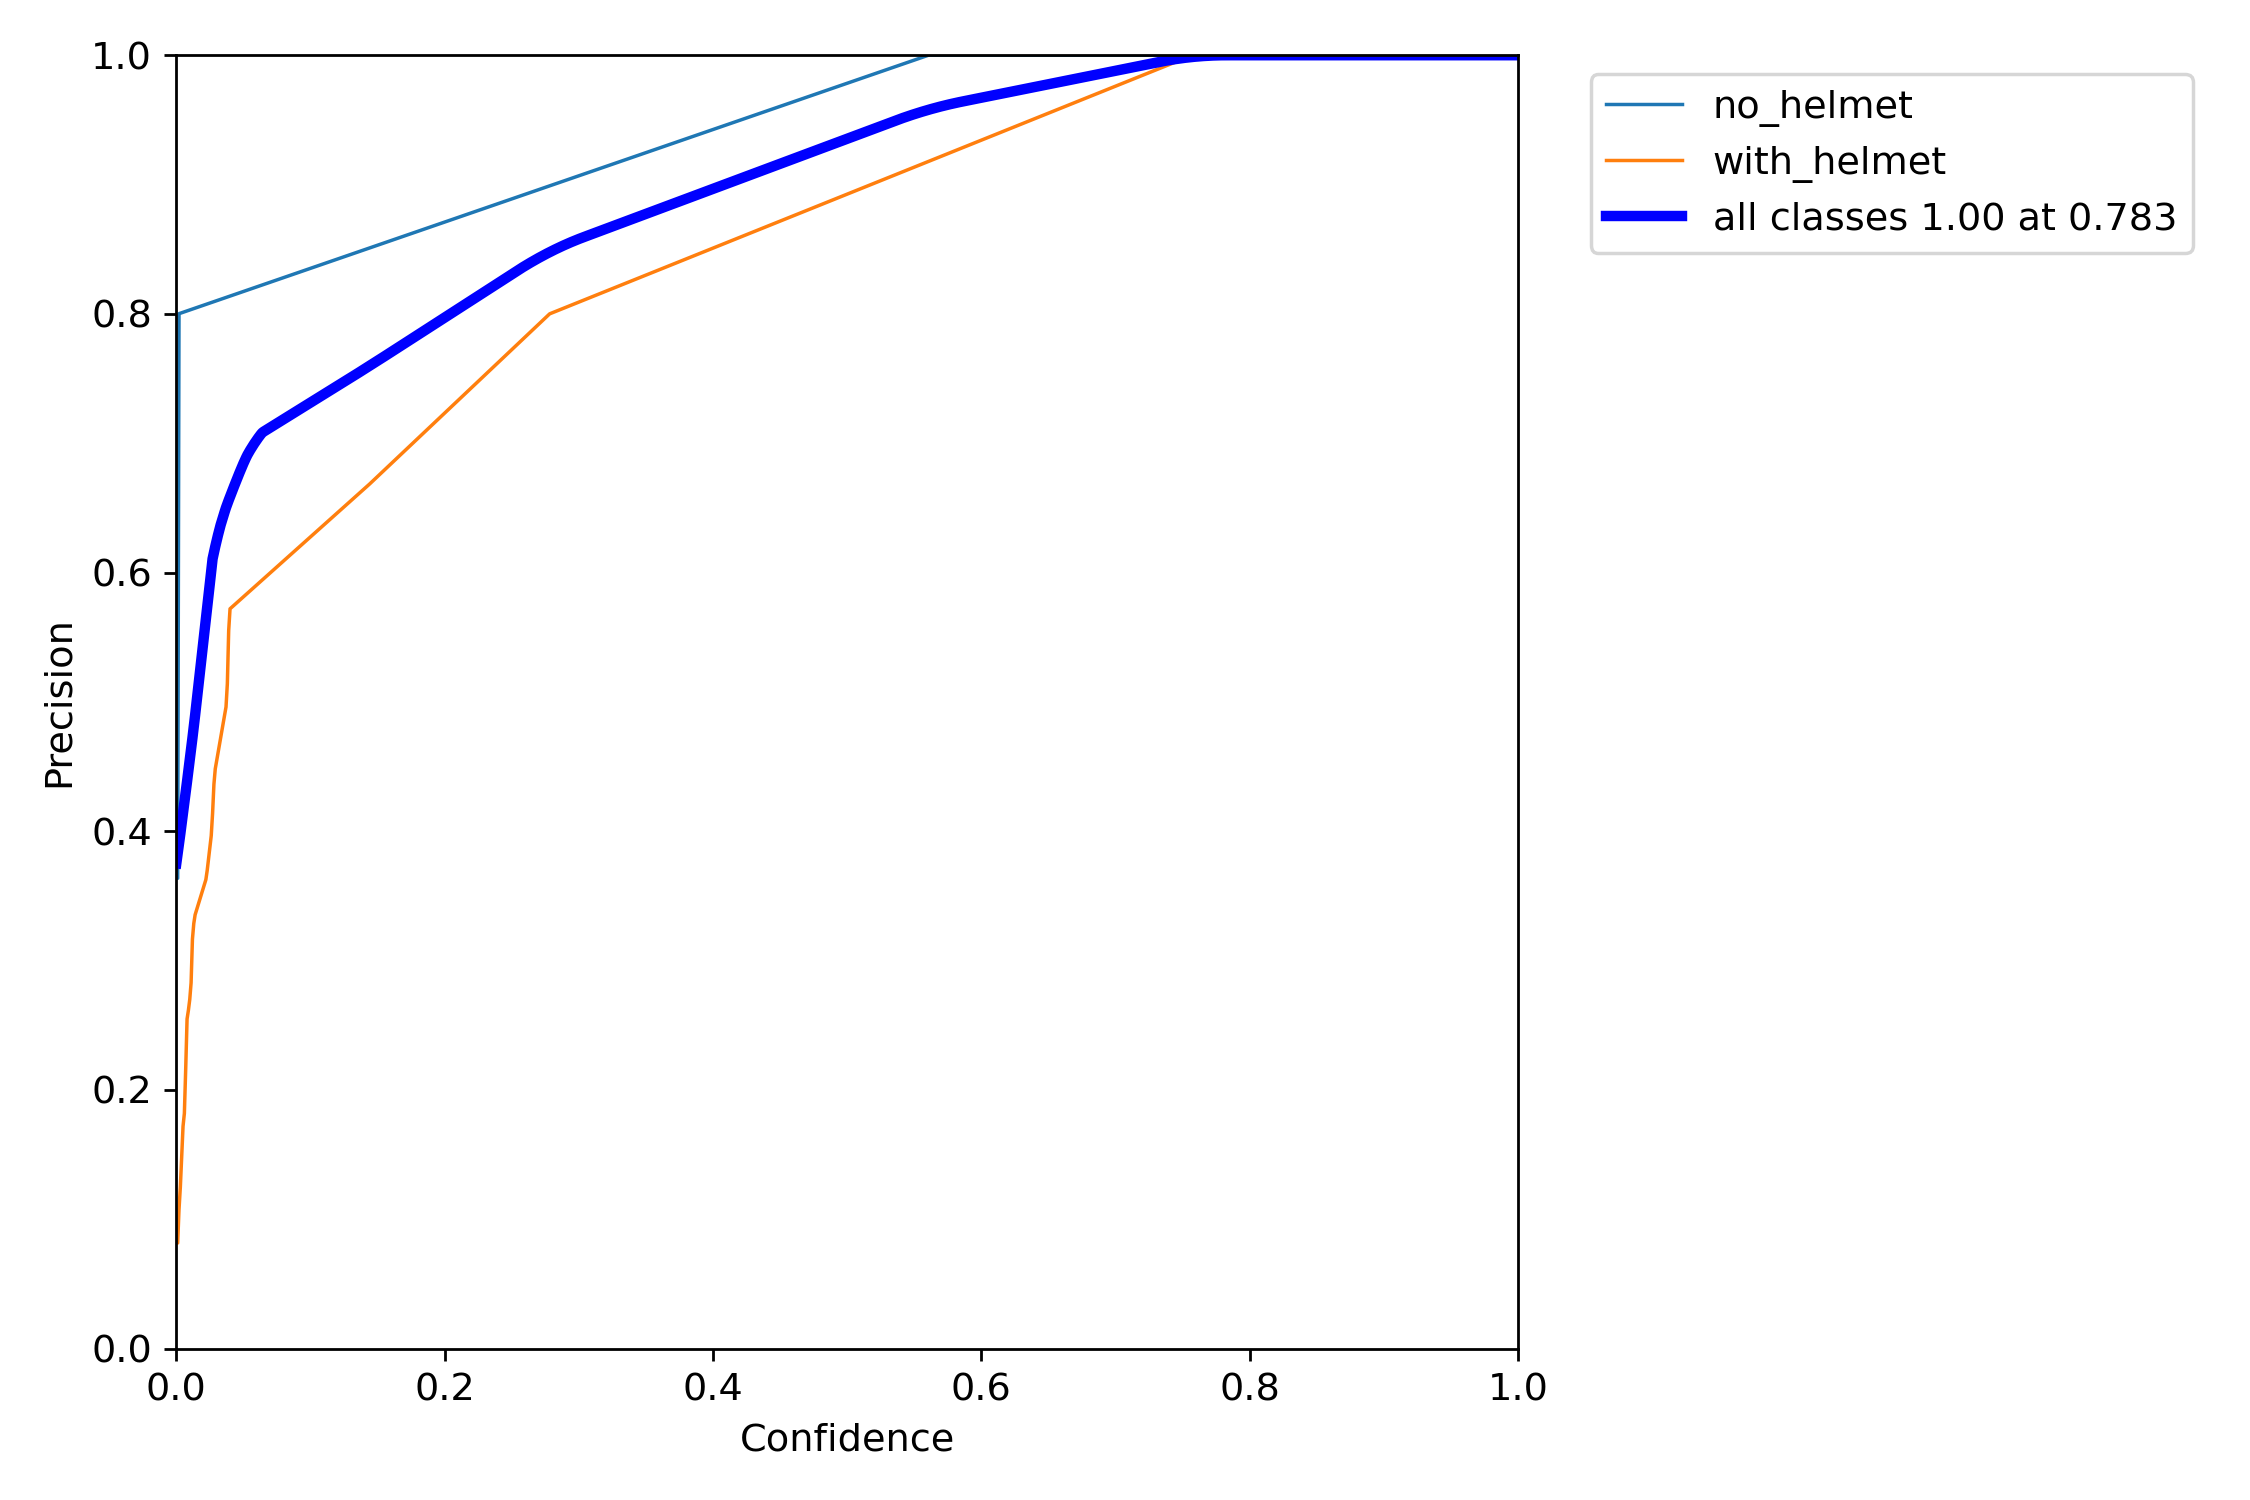 1.0
0.8
0.6
0.4
0.2
0.0
Precision
0.0 0.2 0.4 0.6 0.8 1.0
Confidence
no_helmet
with_helmet
all classes 1.00 at 0.783